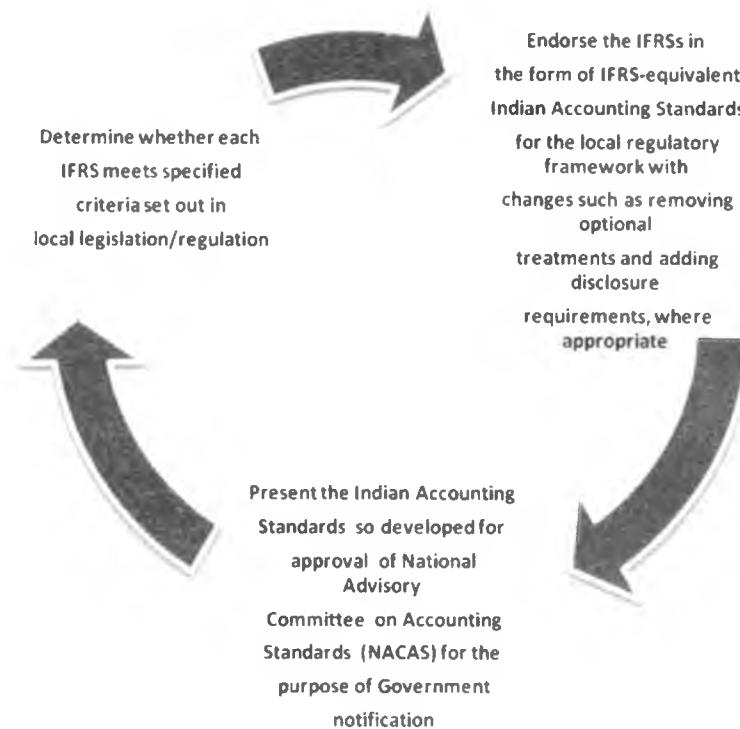 Determine whether each
IFRS meets specified
criteria set out in
local legislation/regulation
Endorse the IFRSs in
the form of IFRS-equivalent
Indian Accounting Standards
for the local regulatory
framework with
changes such as removing
optional
treatments and adding
disclosure
requirements, where
appropriate
Present the Indian Accounting
Standards so developed for
approval of National
Advisory
Committee on Accounting
Standards (NACAS) for the
purpose of Government
notification